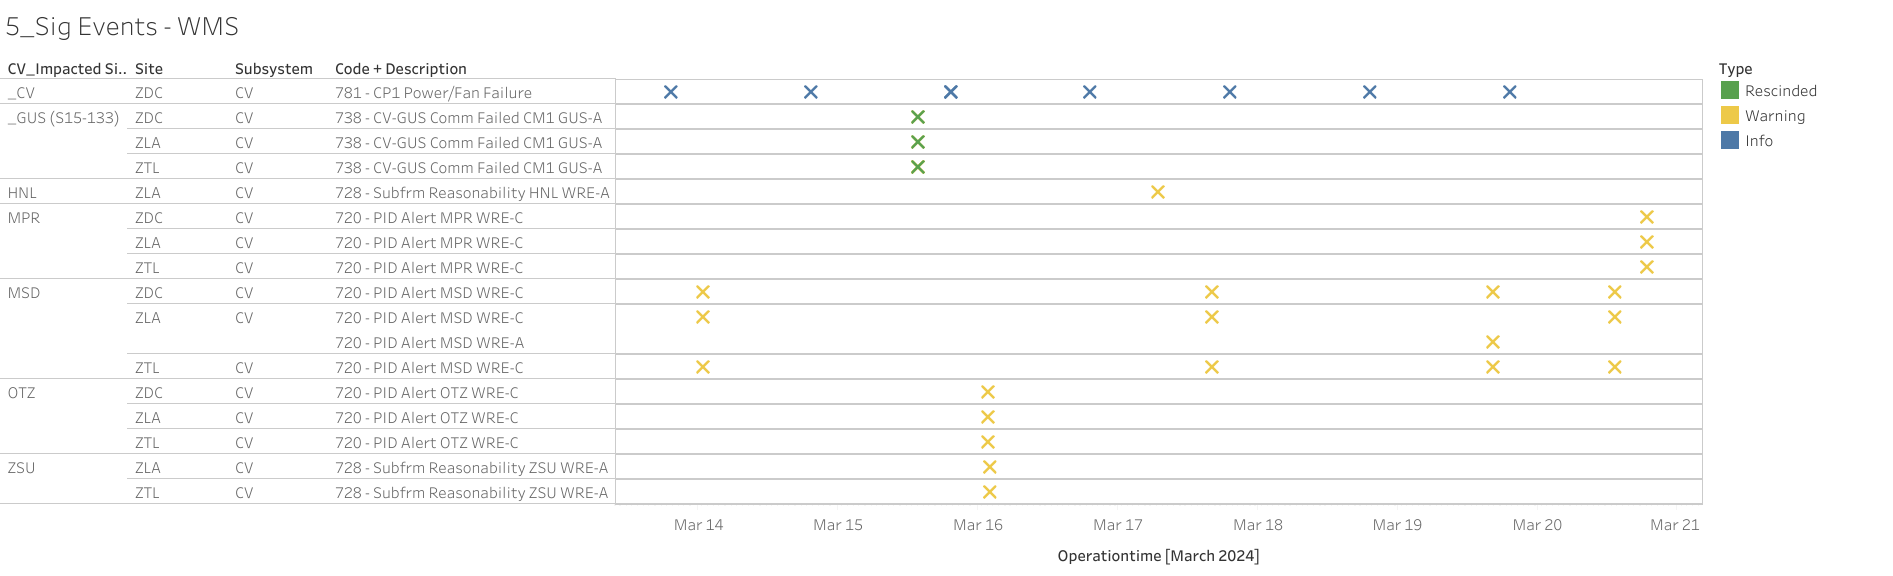 5_Sig Events - WMS
CV_Impacted Si.. Site Subsystem Code + Description Type
_CV ZDC CV 781 - CP1 Power/Fan Failure Rescinded
_GUS (S15-133) ZDC CV 738 - CV-GUS Comm Failed CM1 GUS-A Warning
ZLA CV 738 - CV-GUS Comm Failed CM1 GUS-A Info
ZTL CV 738 - CV-GUS Comm Failed CM1 GUS-A
HNL ZLA CV 728 - Subfrm Reasonability HNL WRE-A
MPR ZDC CV 720 - PID Alert MPR WRE-C
ZLA CV 720 - PID Alert MPR WRE-C
ZTL CV 720 - PID Alert MPR WRE-C
MSD ZDC CV 720 - PID Alert MSD WRE-C
ZLA CV 720 - PID Alert MSD WRE-C
720 - PID Alert MSD WRE-A
ZTL CV 720 - PID Alert MSD WRE-C
OTZ ZDC CV 720 - PID Alert OTZ WRE-C
ZLA CV 720 - PID Alert OTZ WRE-C
ZTL CV 720 - PID Alert OTZ WRE-C
ZSU ZLA CV 728 - Subfrm Reasonability ZSU WRE-A
ZTL CV 728 - Subfrm Reasonability ZSU WRE-A
Mar 14 Mar 15 Mar 16 Mar 17 Mar 18 Mar 19 Mar 20 Mar 21
Operationtime [March 2024]